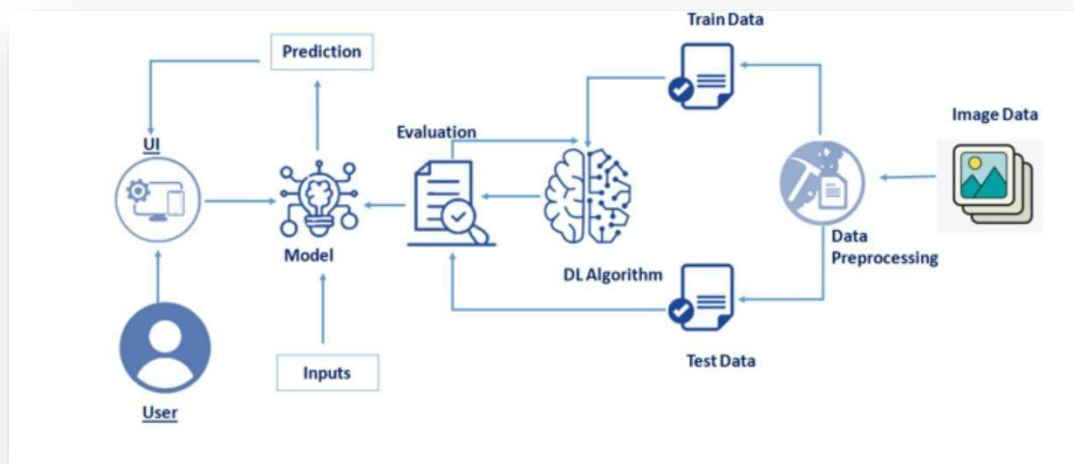 Train Data
Prediction
Image Data
Evaluation
UI
Data
Preprocessing
Model
DL Algorithm
Test Data
Inputs
User